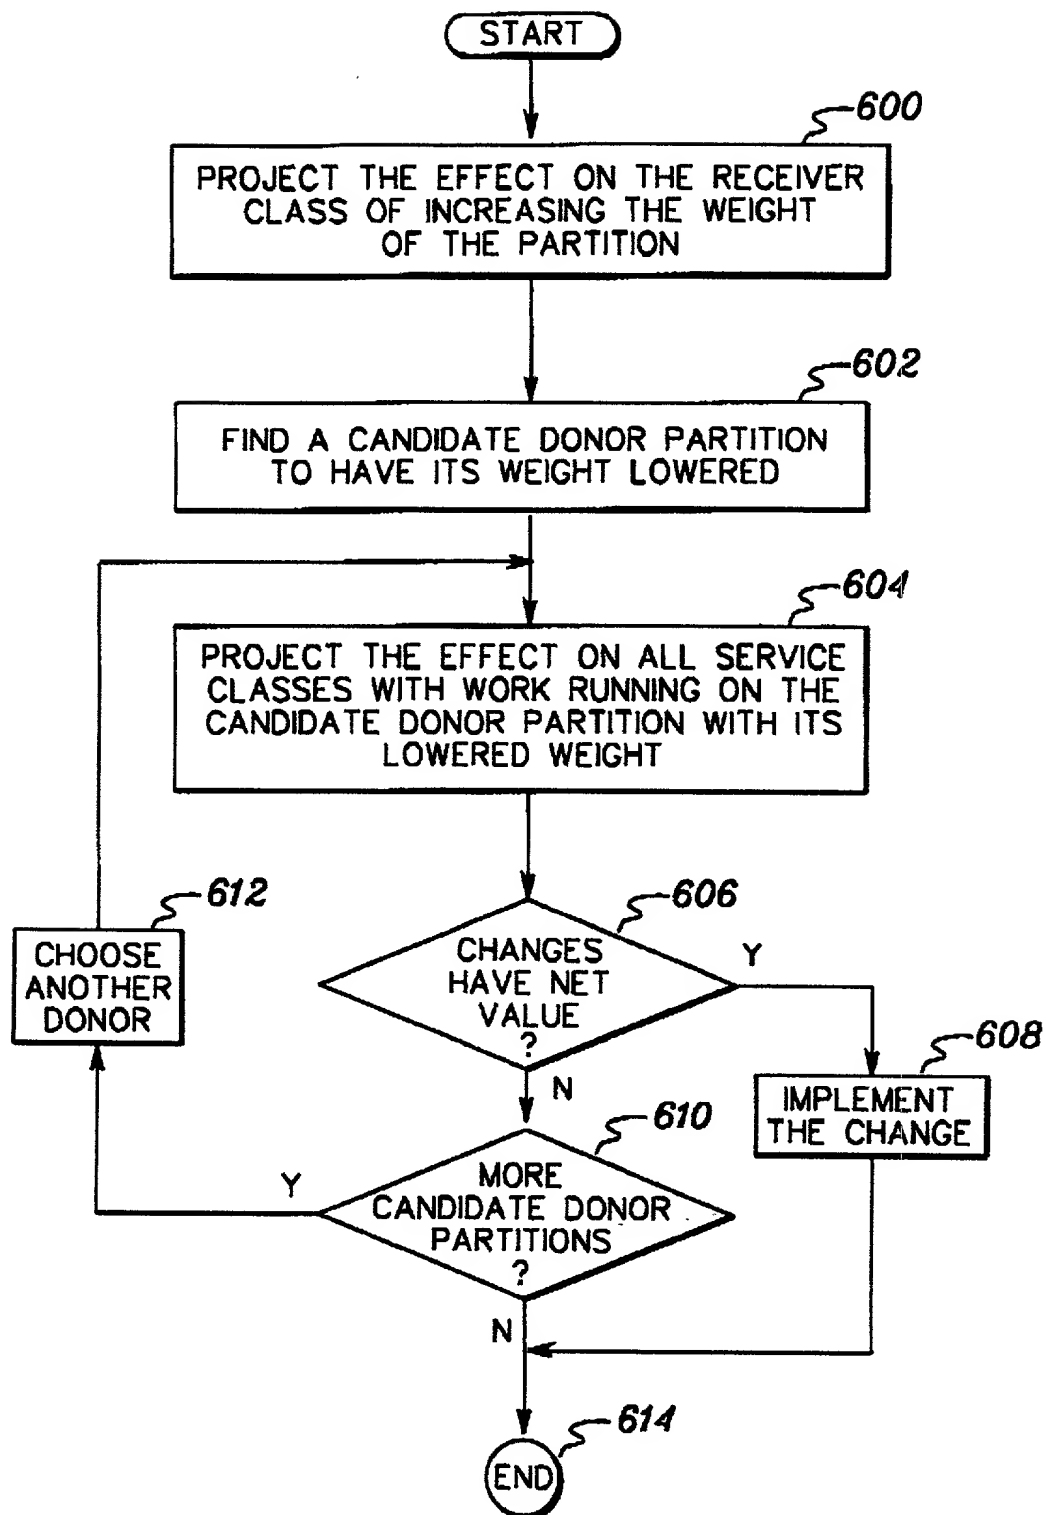 START
600
PROJECT THE EFFECT ON THE RECEIVER
CLASS OF INCREASING THE WEIGHT
OF THE PARTITION
602
FIND A CANDIDATE DONOR PARTITION
TO HAVE ITS WEIGHT LOWERED
604
PROJECT THE EFFECT ON ALL SERVICE
CLASSES WITH WORK RUNNING ON THE
CANDIDATE DONOR PARTITION WITH ITS
LOWERED WEIGHT
606
CHANGES
HAVE NET
VALUE
?
Y
N
608
IMPLEMENT
THE CHANGE
610
MORE
CANDIDATE DONOR
PARTITIONS
?
Y
N
612
CHOOSE
ANOTHER
DONOR
614
END